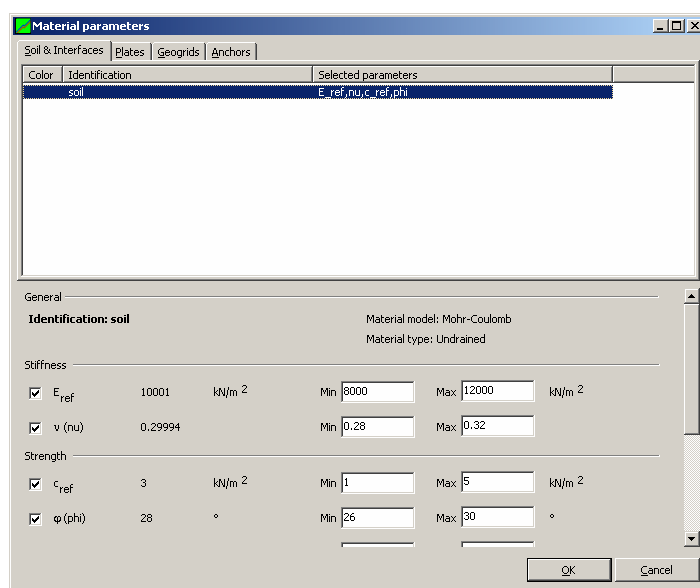 Material parameters
Soil & Interfaces Plates Geogrids Anchors
Color Identification Selected parameters
soil E_ref,nu,c_ref,phi
General
Identification: soil Material model: Mohr-Coulomb
Material type: Undrained
Stiffness
E ref 10001 kN/m 2 Min 8000 Max 12000 kN/m 2
ν (nu) 0.29994 Min 0.28 Max 0.32
Strength
c ref 3 kN/m 2 Min 1 Max 5 kN/m 2
φ (phi) 28 ° Min 26 Max 30 °
OK Cancel